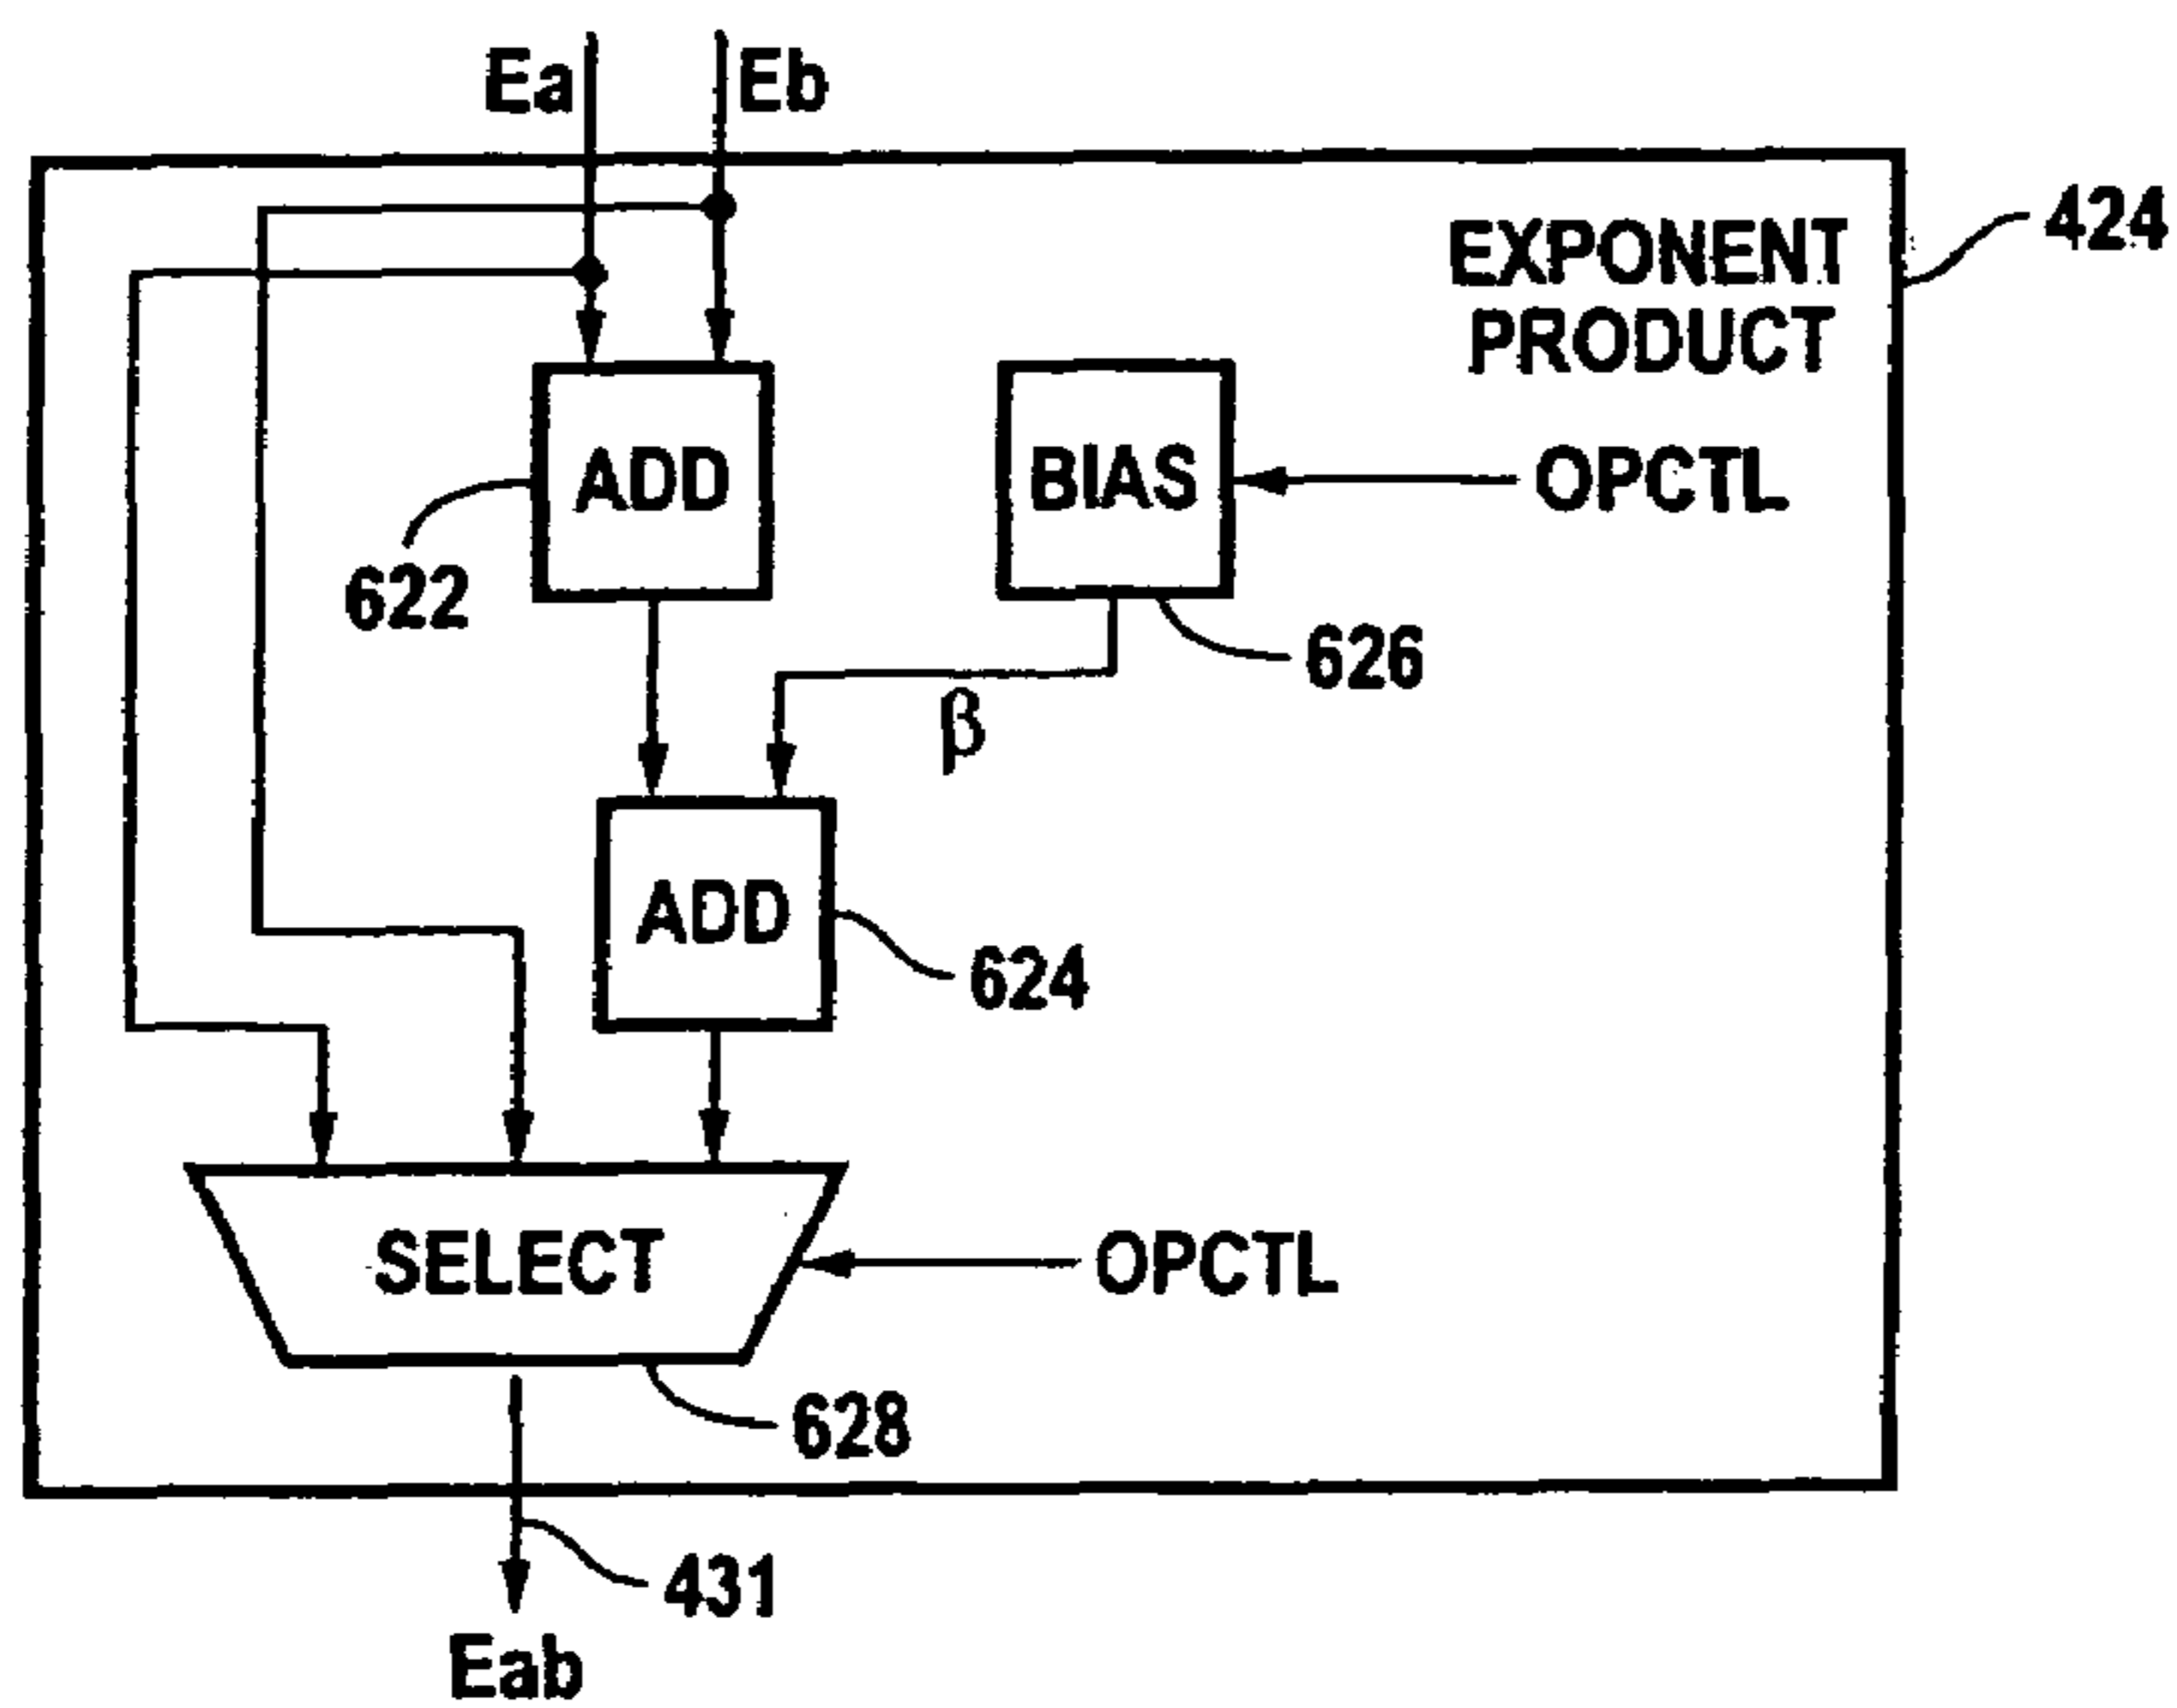 Ea
Eb
EXPONENT
PRODUCT
424
ADD
BIAS
OPCTL
622
626
β
ADD
624
SELECT
OPCTL
628
431
Eab